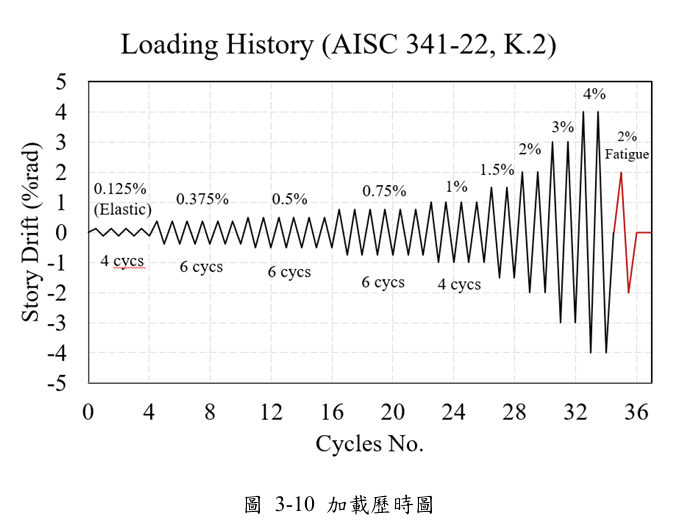 Loading History (AISC 341-22, K.2)
5
4
3
2
1
0
-1
-2
-3
-4
-5
Story Drift (%rad)
0.125%
(Elastic)
4 cycs
0.375%
6 cycs
0.5%
6 cycs
0.75%
6 cycs
1%
4 cycs
1.5%
2%
3%
4%
2%
Fatigue
0 4 8 12 16 20 24 28 32 36
Cycles No.
圖 3-10 加載歷時圖